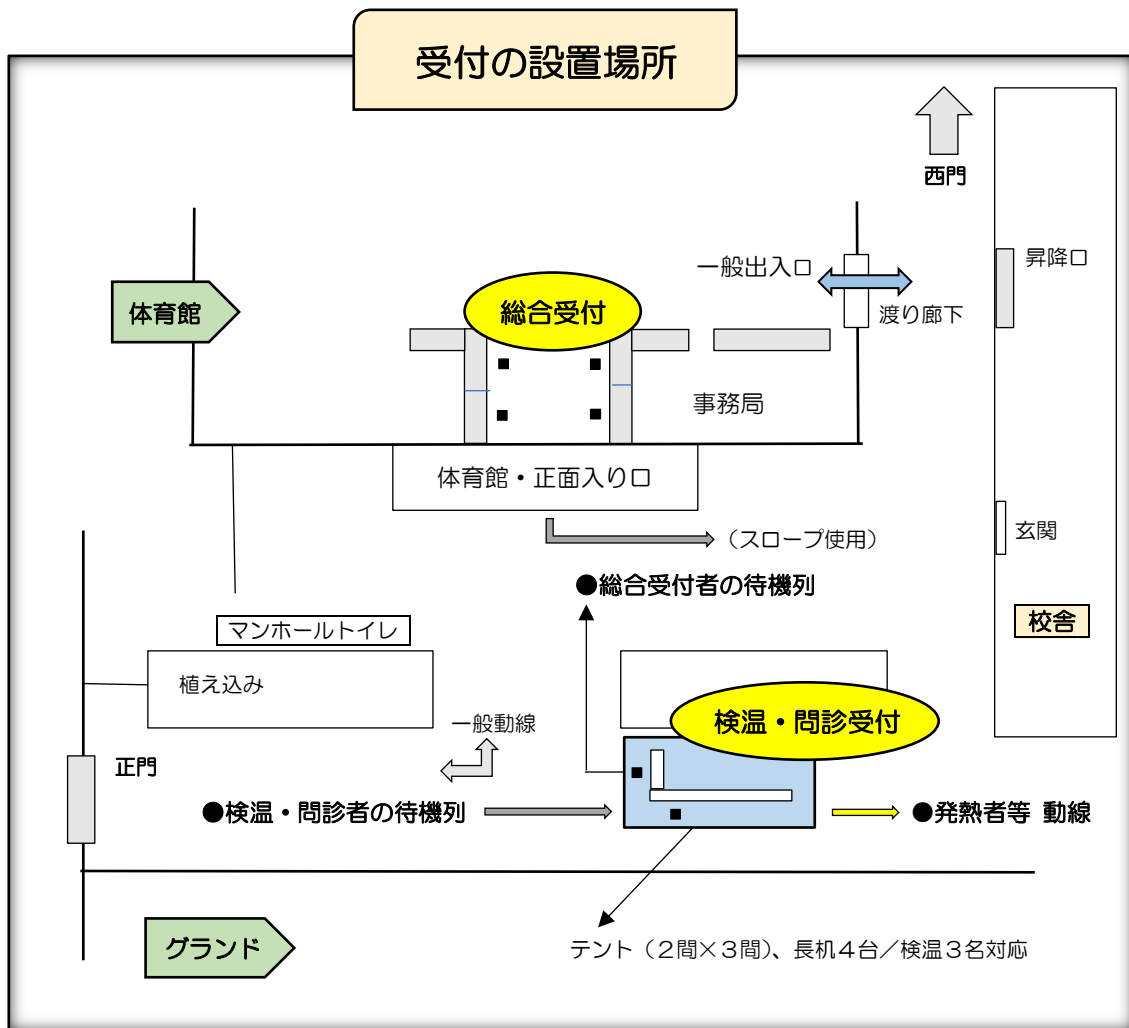 受付の設置場所
西門
昇降口
一般出入口
渡り廊下
体育館
総合受付
事務局
体育館・正面入り口
（スロープ使用）
玄関
●総合受付者の待機列
校舎
マンホールトイレ
植え込み
検温・問診受付
一般動線
正門
●検温・問診者の待機列
●発熱者等 動線
グランド
テント（２間×３間）、長机４台／検温３名対応